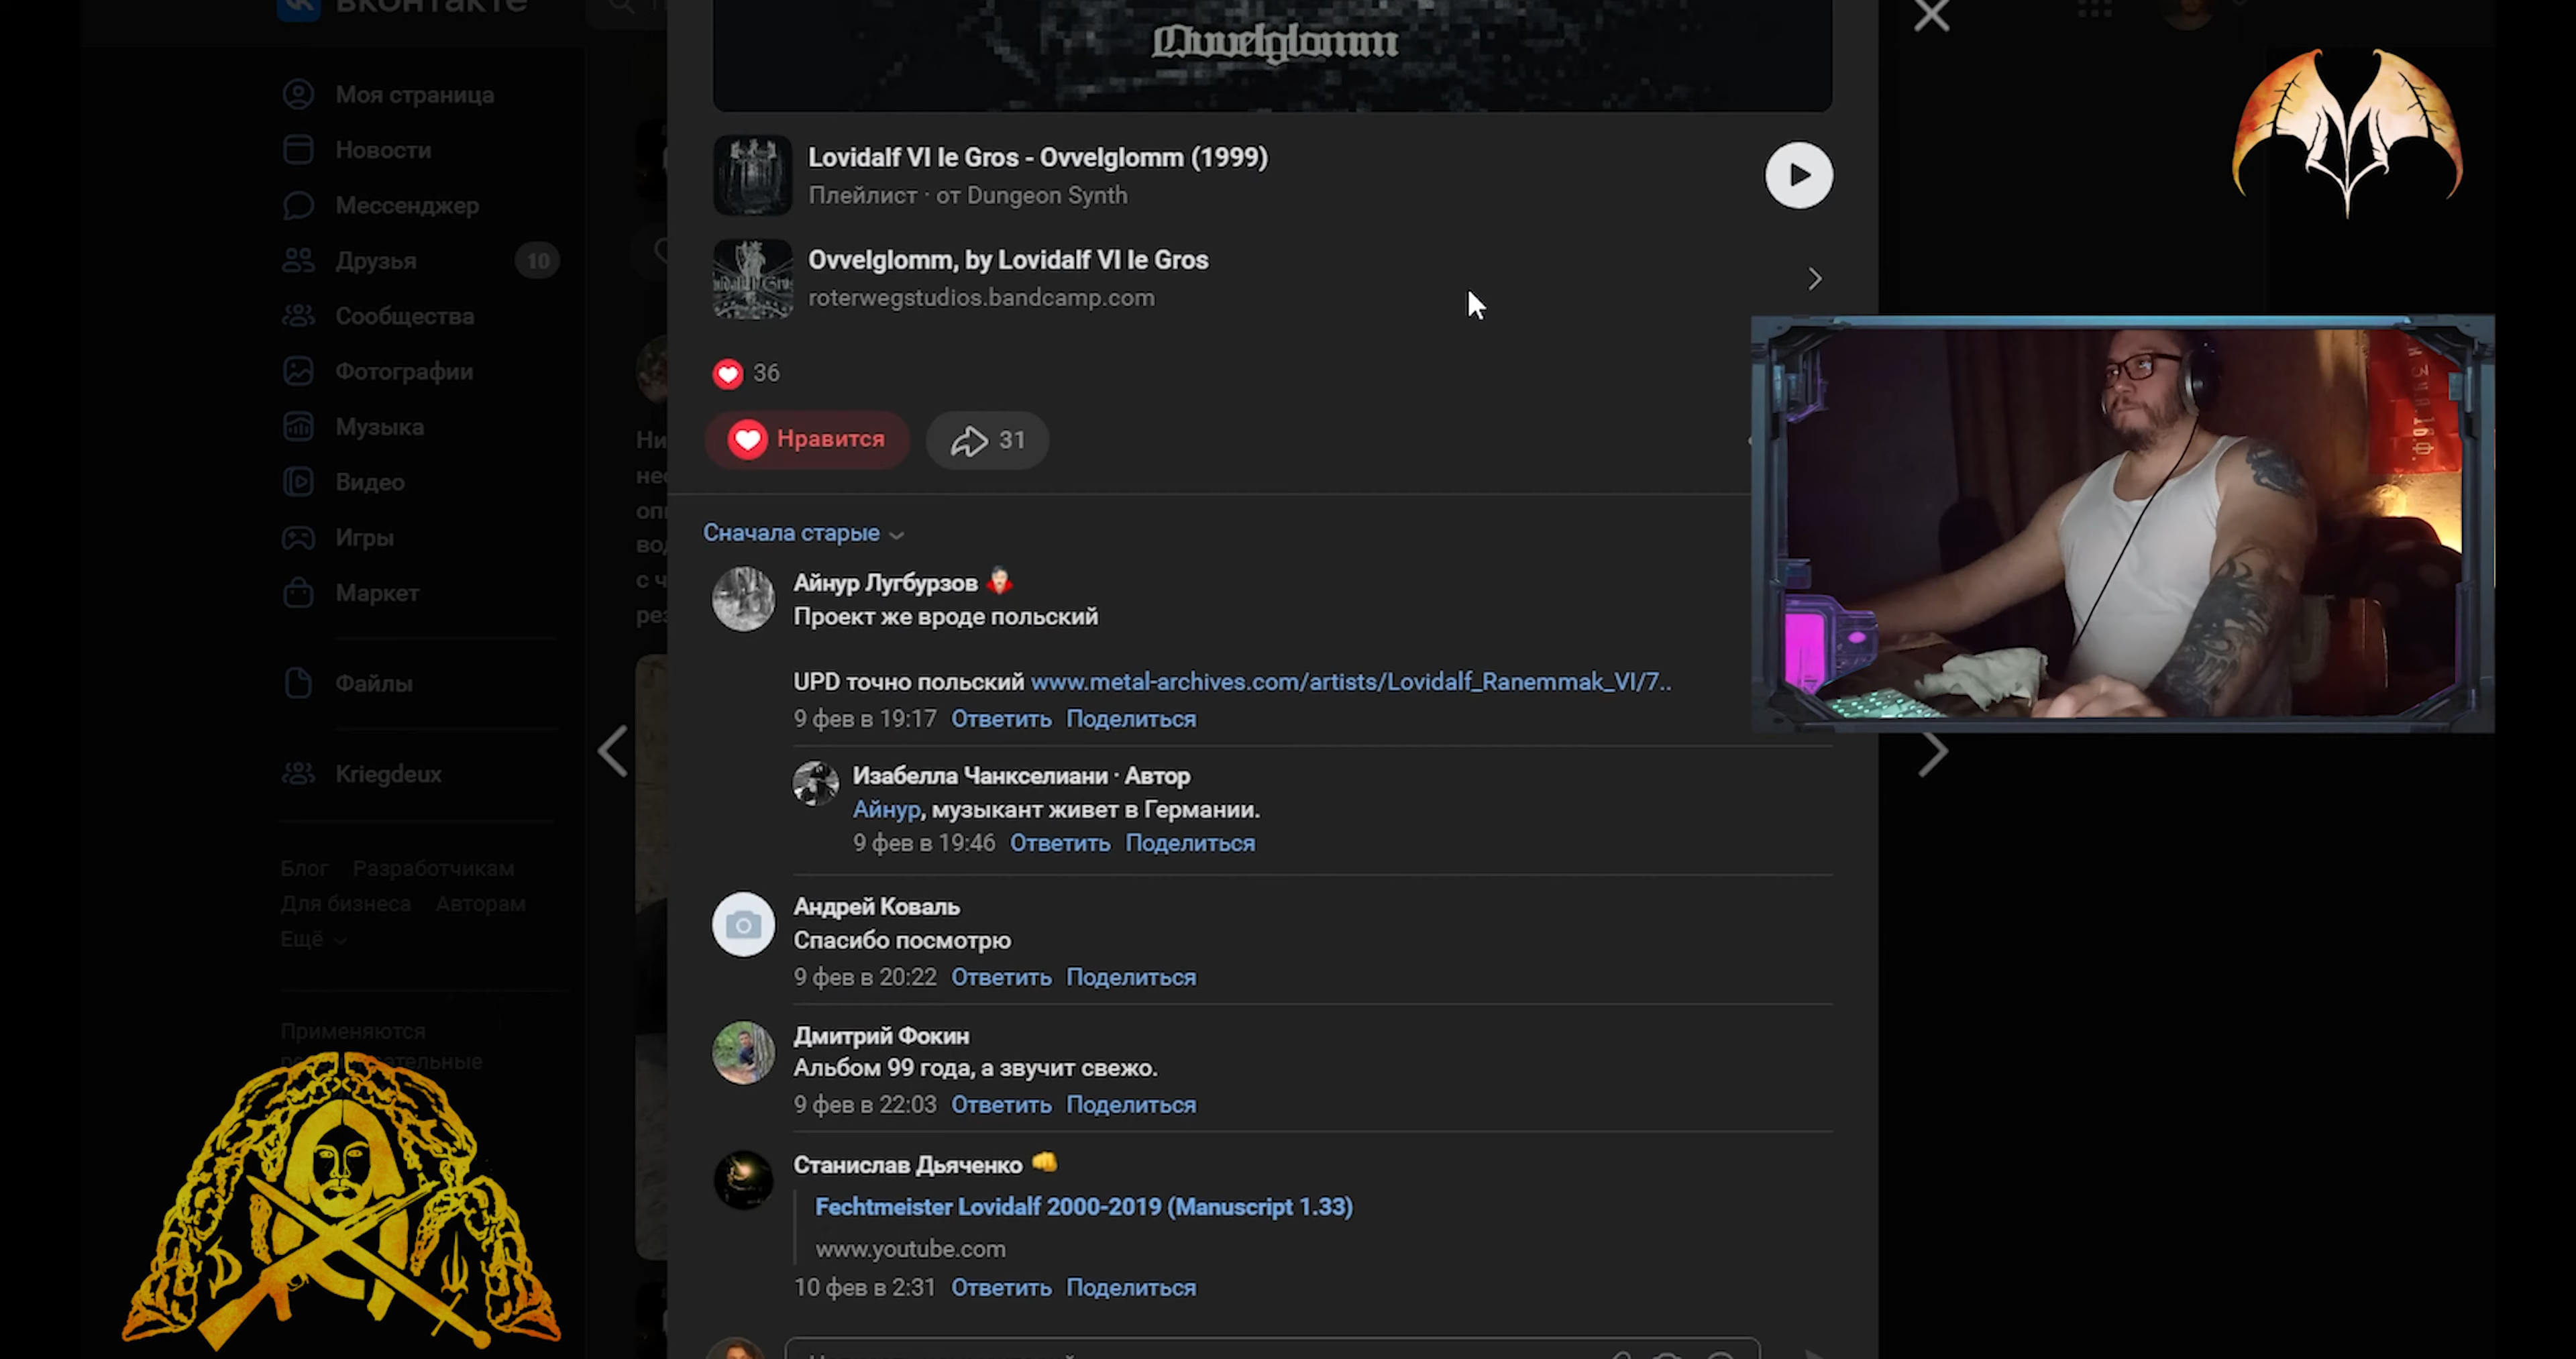 вконтакте
Моя страница
Новости
Мессенджер
Друзья 10
Сообщества
Фотографии
Музыка
Видео
Игры
Маркет
Файлы
Kriegdeux
Блог Разработчикам
Для бизнеса Авторам
Ещё
Применяются
Ни
нес
опи
вод
с ч
рез
Ovvelglomm
Lovidalf VI le Gros - Ovvelglomm (1999)
Плейлист · от Dungeon Synth
Ovvelglomm, by Lovidalf VI le Gros
roterwegstudios.bandcamp.com
36
Нравится 31
Сначала старые
Айнур Лугбурзов
Проект же вроде польский
UPD точно польский www.metal-archives.com/artists/Lovidalf_Ranemmak_VI/7..
9 фев в 19:17 Ответить Поделиться
Изабелла Чанкселиани · Автор
Айнур, музыкант живет в Германии.
9 фев в 19:46 Ответить Поделиться
Андрей Коваль
Спасибо посмотрю
9 фев в 20:22 Ответить Поделиться
Дмитрий Фокин
Альбом 99 года, а звучит свежо.
9 фев в 22:03 Ответить Поделиться
Станислав Дьяченко 👊
Fechtmeister Lovidalf 2000-2019 (Manuscript 1.33)
www.youtube.com
10 фев в 2:31 Ответить Поделиться